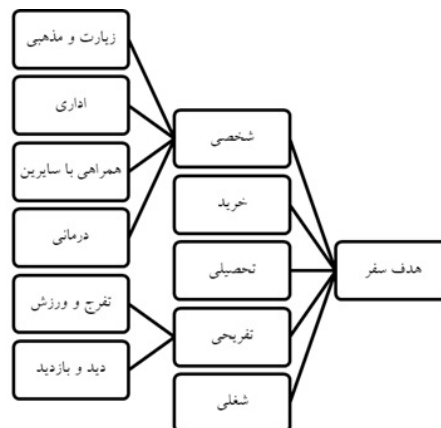 هدف سفر
شخصی
خرید
تحصیلی
تفریحی
شغلی
زیارت و مذهبی
اداری
همراهی با سایرین
درمانی
تفرج و ورزش
دید و بازدید